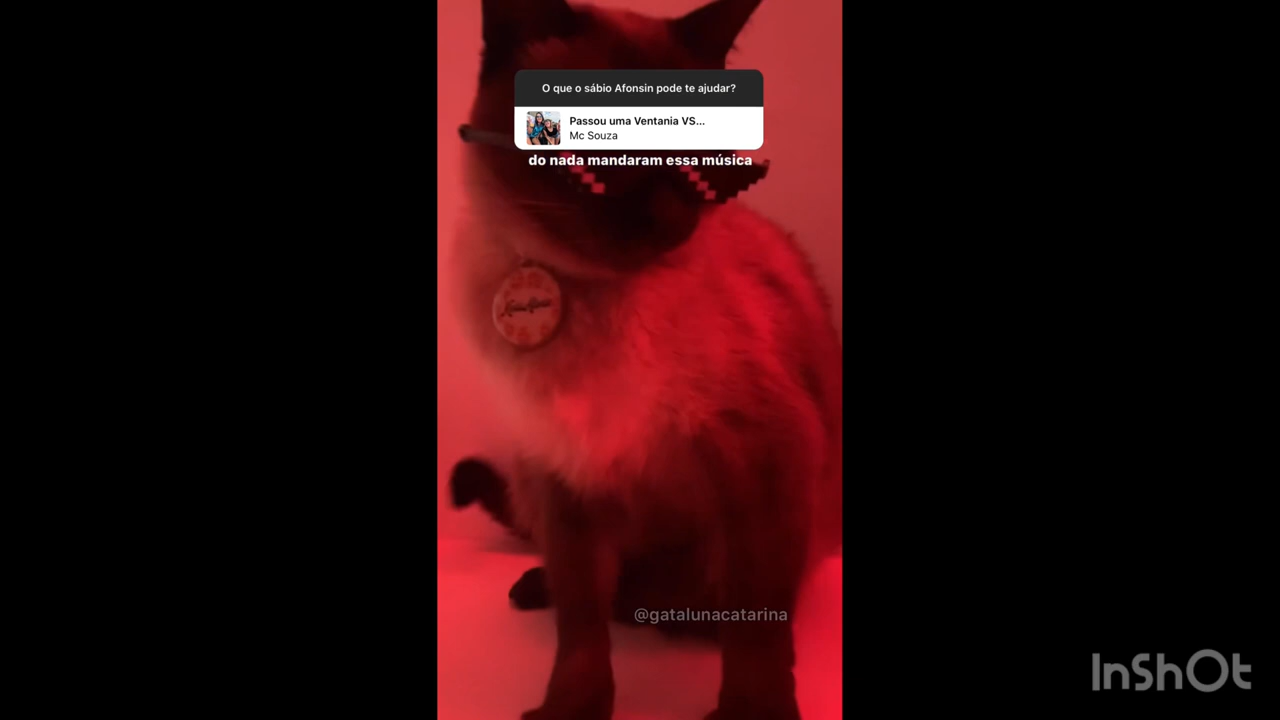 O que o sábio Afonsin pode te ajudar?
Passou uma Ventania VS...
Mc Souza
do nada mandaram essa música
@gatalunacatarina
InShOt